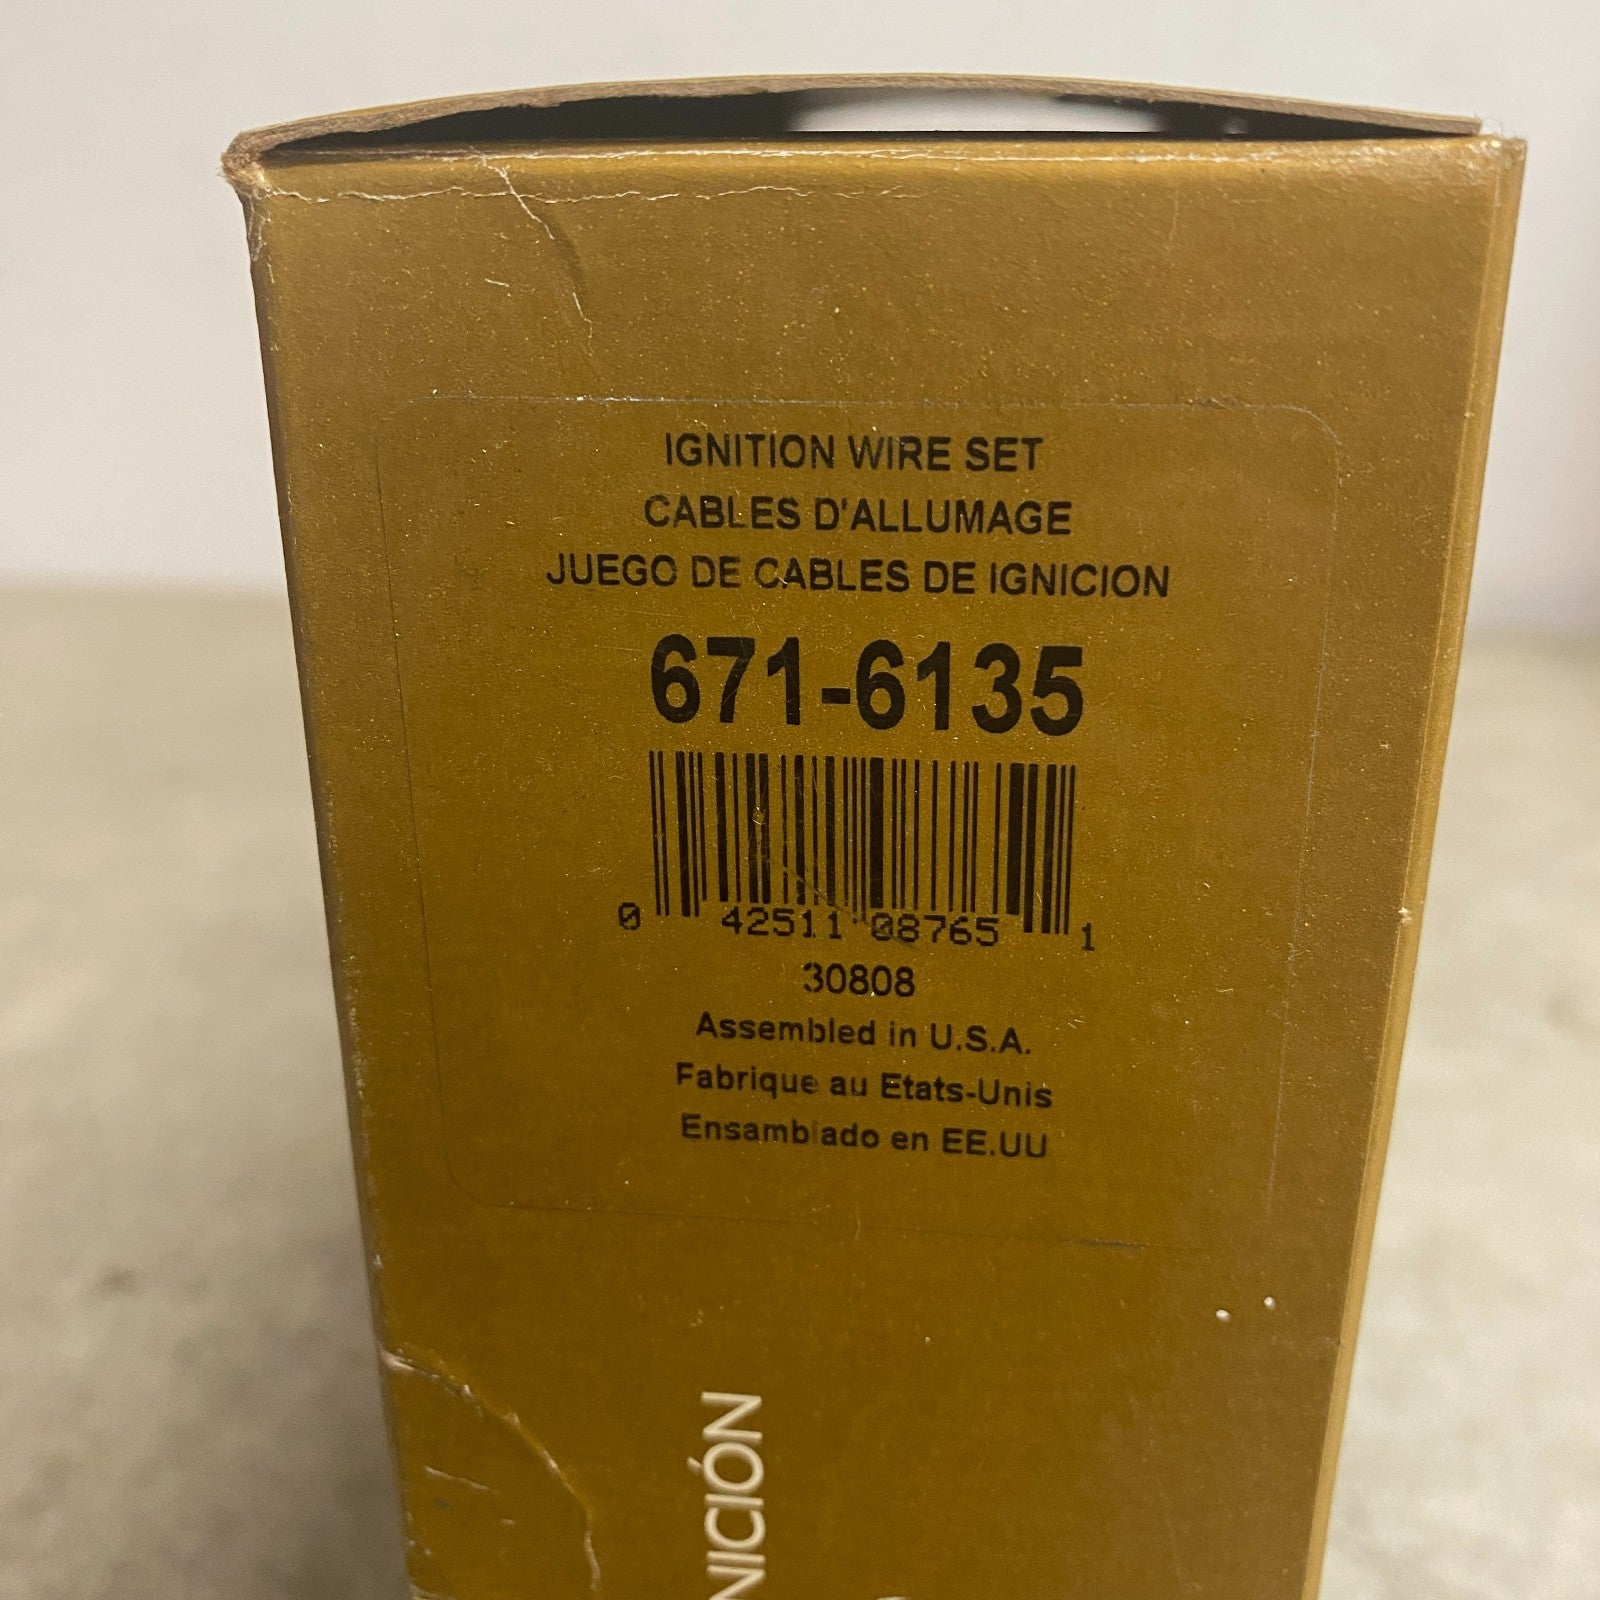 IGNITION WIRE SET
CABLES D'ALLUMAGE
JUEGO DE CABLES DE IGNICION
671-6135
0 42511 08765 1
30808
Assembled in U.S.A.
Fabrique au Etats-Unis
Ensamblado en EE.UU
NICIÓN